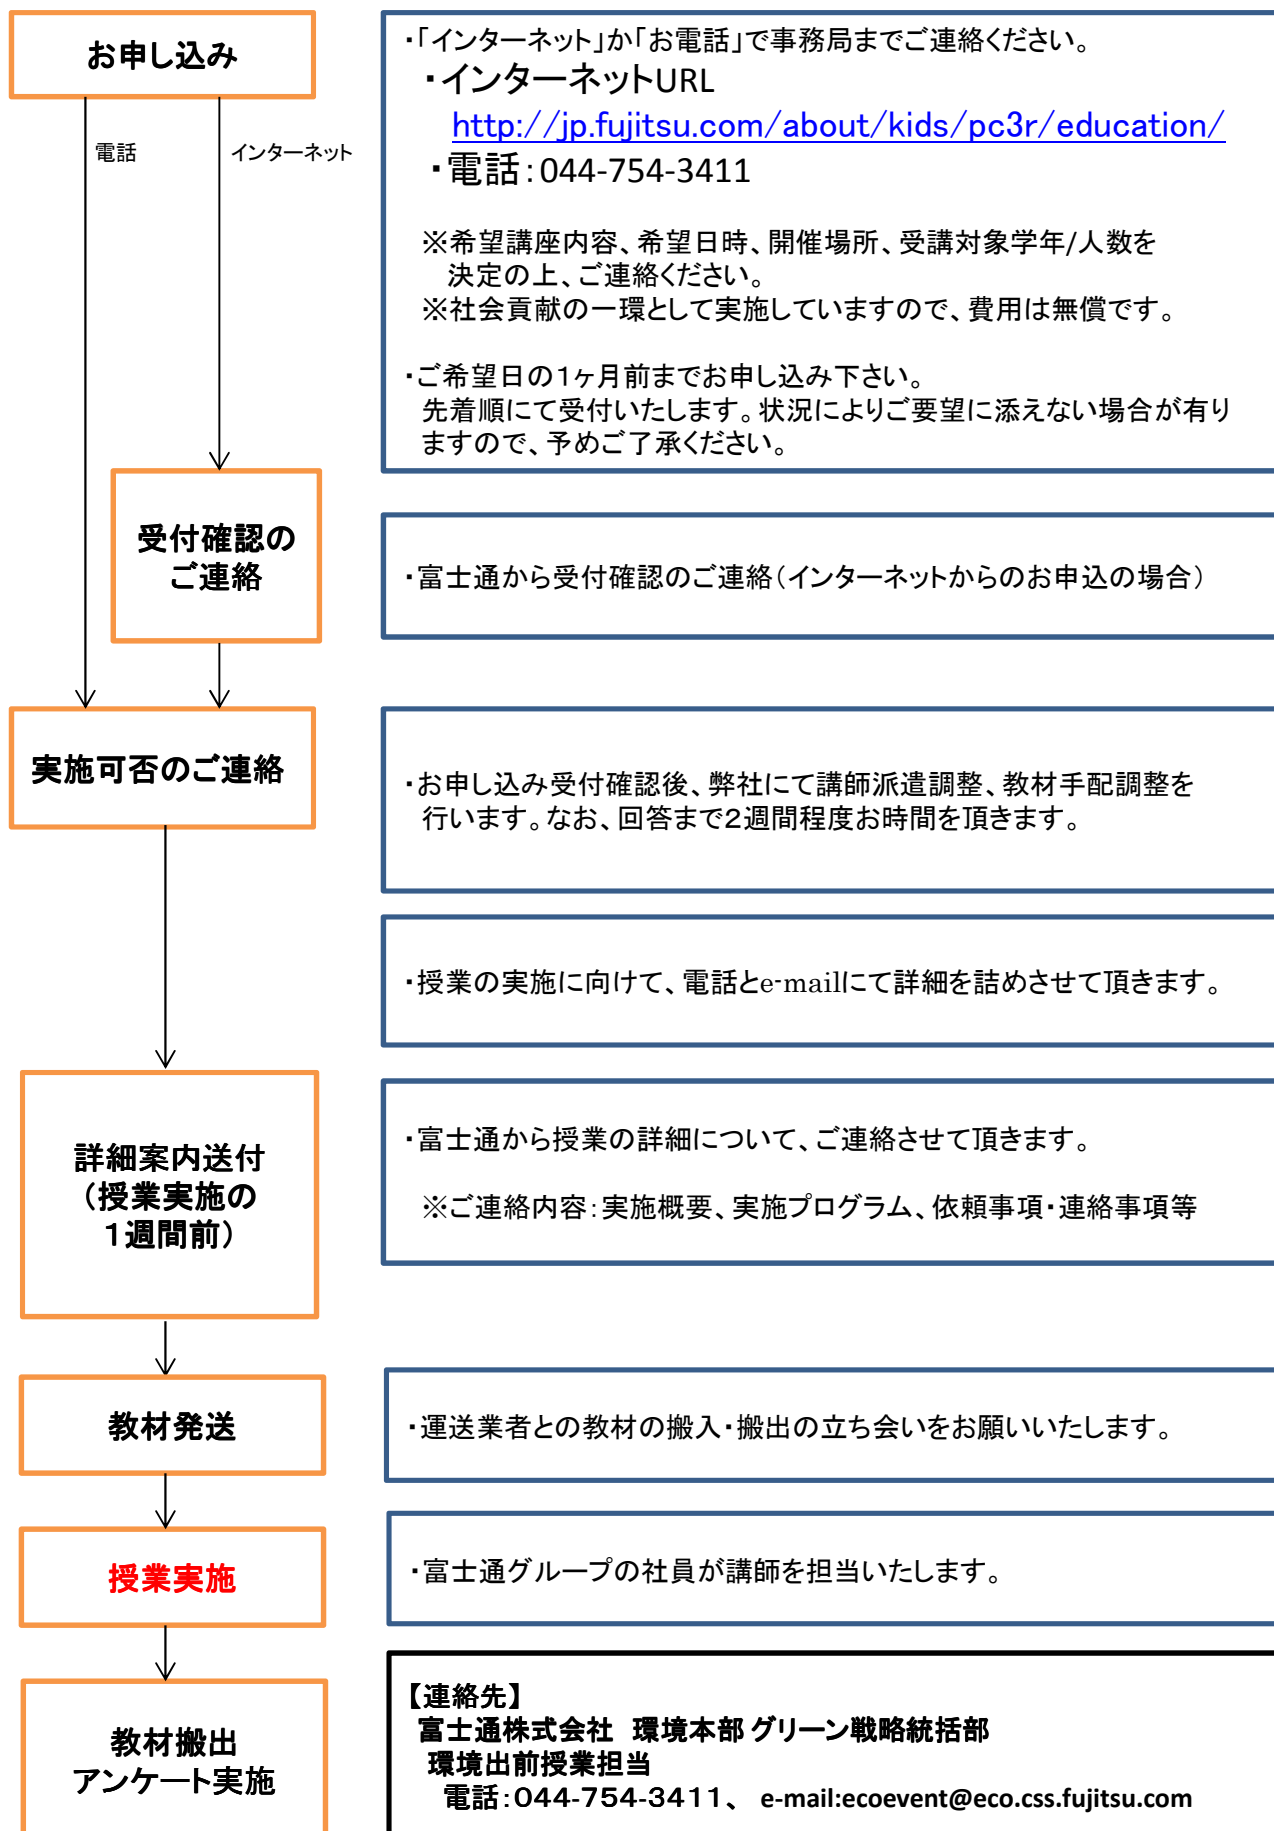 お申し込み
電話
インターネット
・「インターネット」か「お電話」で事務局までご連絡ください。
・インターネットURL
http://jp.fujitsu.com/about/kids/pc3r/education/
・電話：044-754-3411
※希望講座内容、希望日時、開催場所、受講対象学年/人数を
決定の上、ご連絡ください。
※社会貢献の一環として実施していますので、費用は無償です。
・ご希望日の１ヶ月前までお申し込み下さい。
先着順にて受付いたします。状況によりご要望に添えない場合が有り
ますので、予めご了承ください。
受付確認の
ご連絡
・富士通から受付確認のご連絡（インターネットからのお申込の場合）
実施可否のご連絡
・お申し込み受付確認後、弊社にて講師派遣調整、教材手配調整を
行います。なお、回答まで２週間程度お時間を頂きます。
・授業の実施に向けて、電話とe-mailにて詳細を詰めさせて頂きます。
詳細案内送付
（授業実施の
１週間前）
・富士通から授業の詳細について、ご連絡させて頂きます。
※ご連絡内容：実施概要、実施プログラム、依頼事項・連絡事項等
教材発送
・運送業者との教材の搬入・搬出の立ち会いをお願いいたします。
授業実施
・富士通グループの社員が講師を担当いたします。
教材搬出
アンケート実施
【連絡先】
富士通株式会社　環境本部 グリーン戦略統括部
環境出前授業担当
電話：044-754-3411、 e-mail:ecoevent@eco.css.fujitsu.com